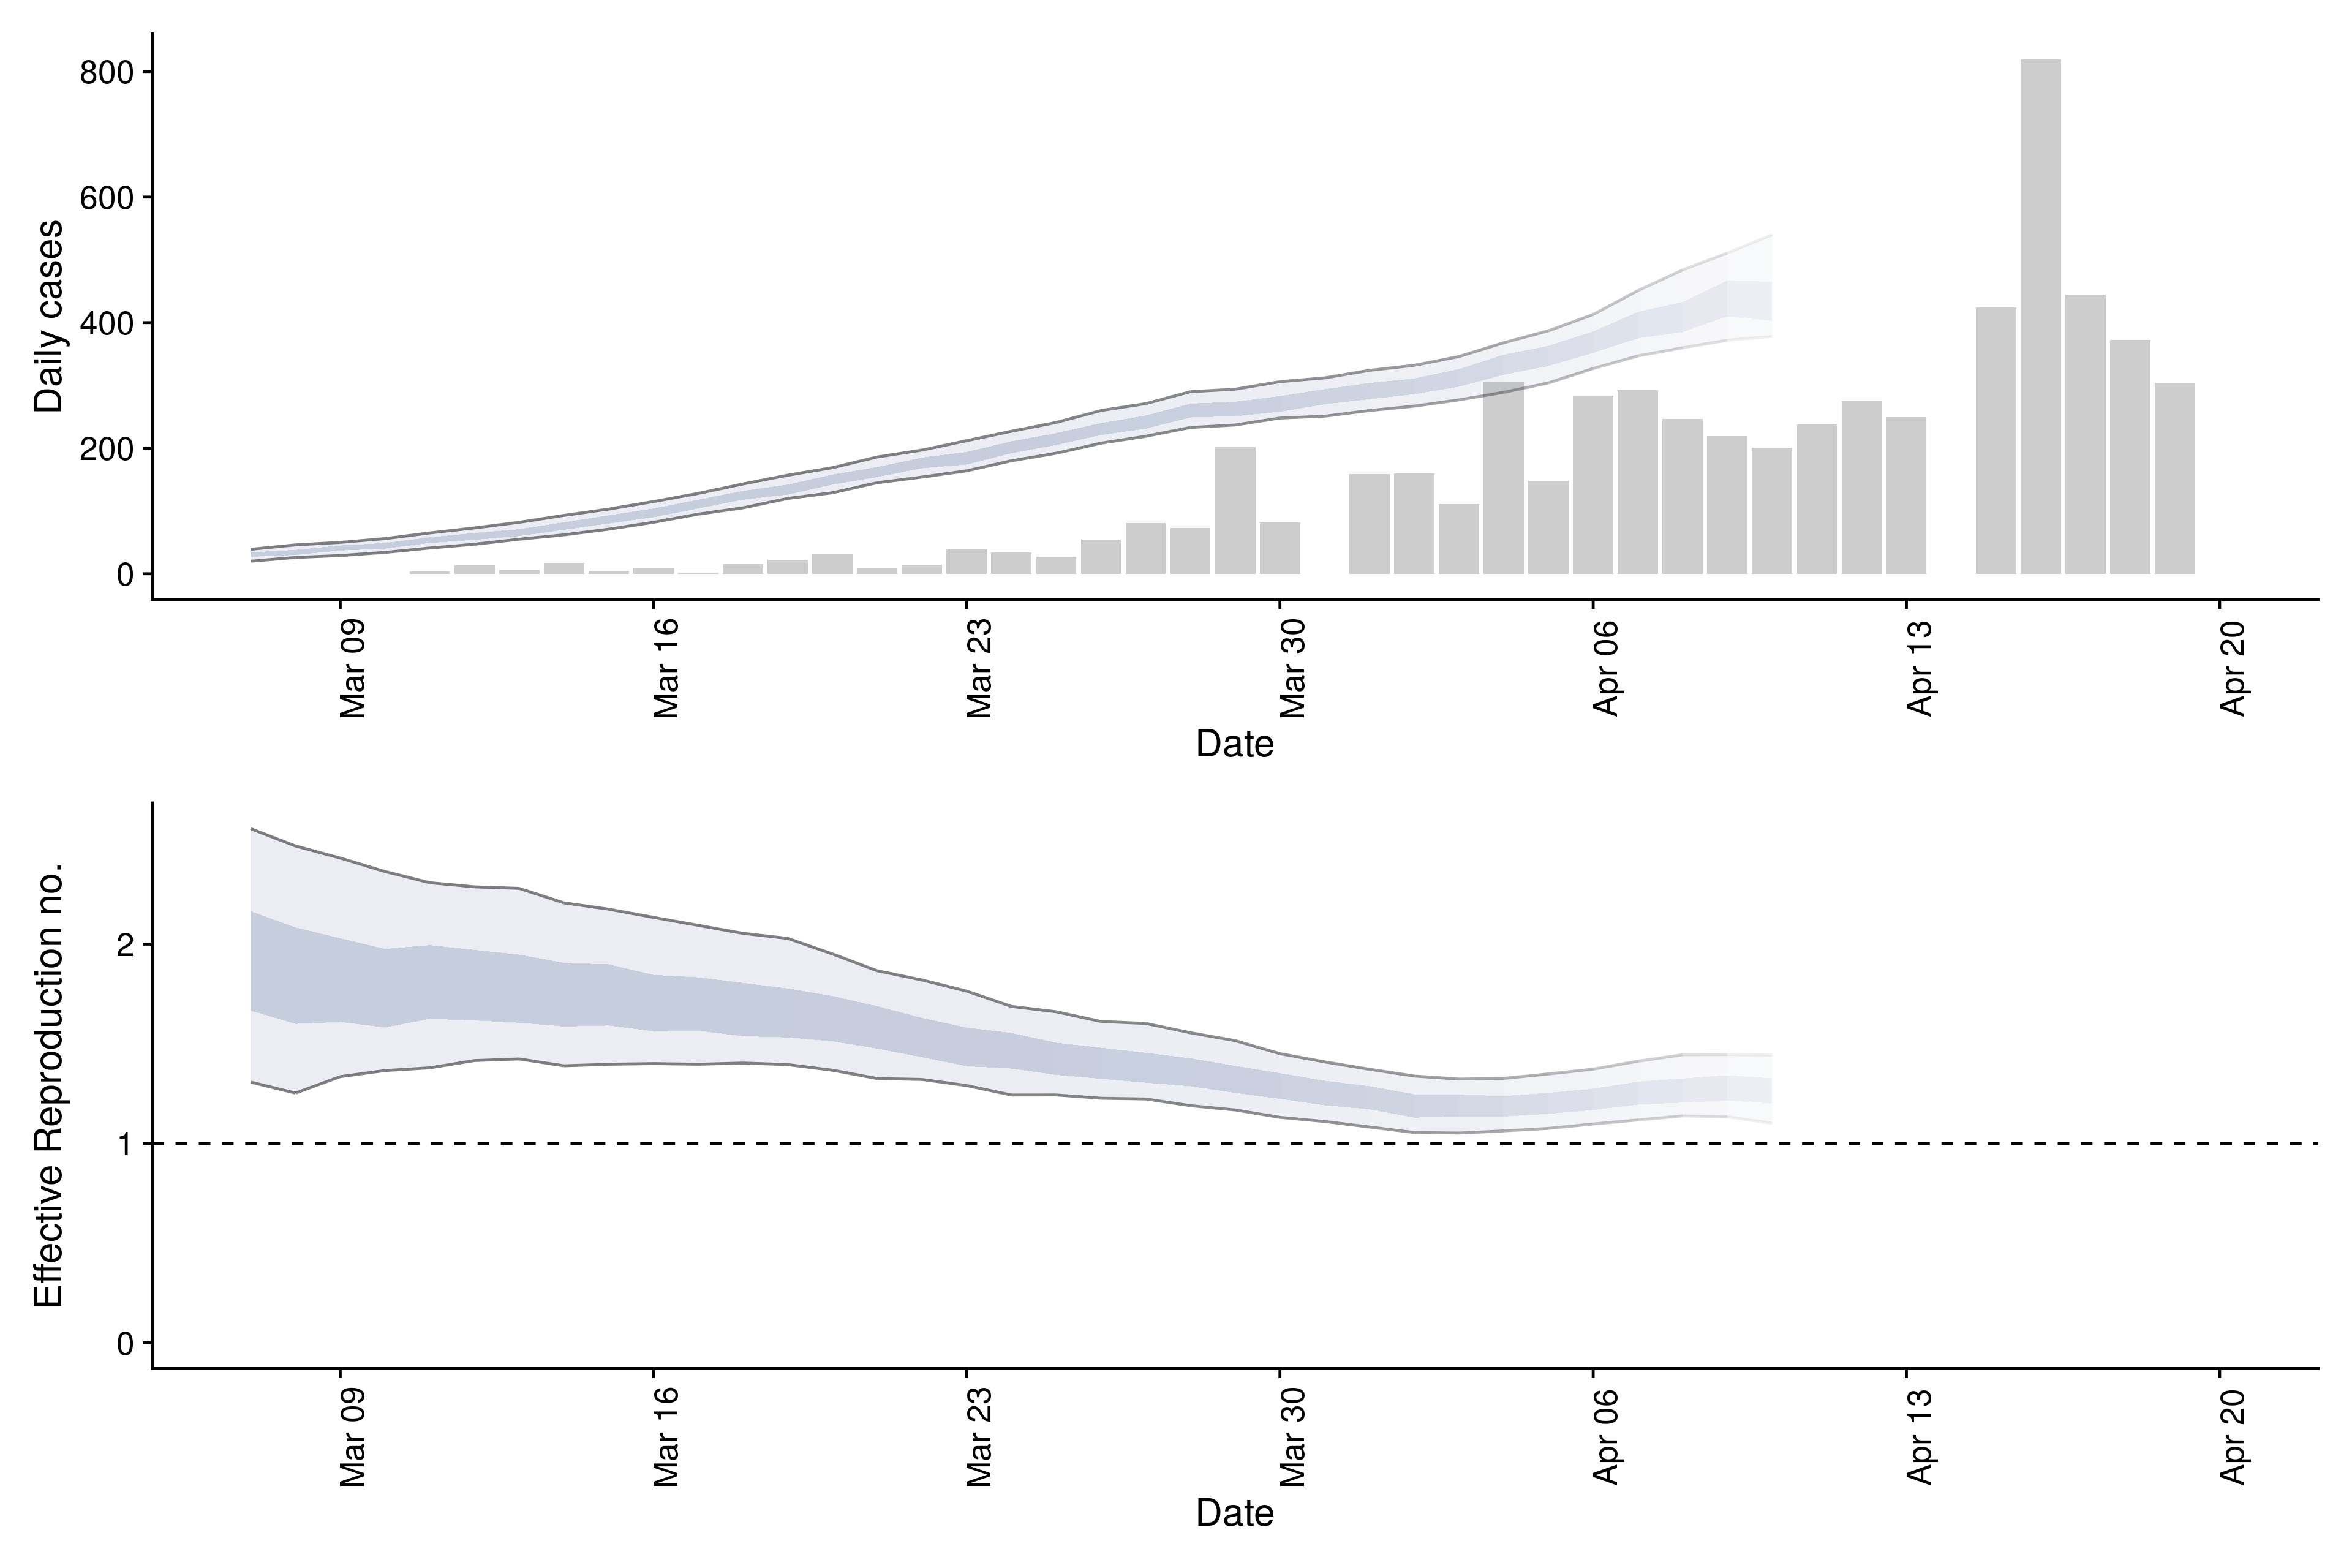 Daily cases
800
600
400
200
0
Mar 09
Mar 16
Mar 23
Mar 30
Apr 06
Apr 13
Apr 20
Date
Effective Reproduction no.
2
1
0
Mar 09
Mar 16
Mar 23
Mar 30
Apr 06
Apr 13
Apr 20
Date